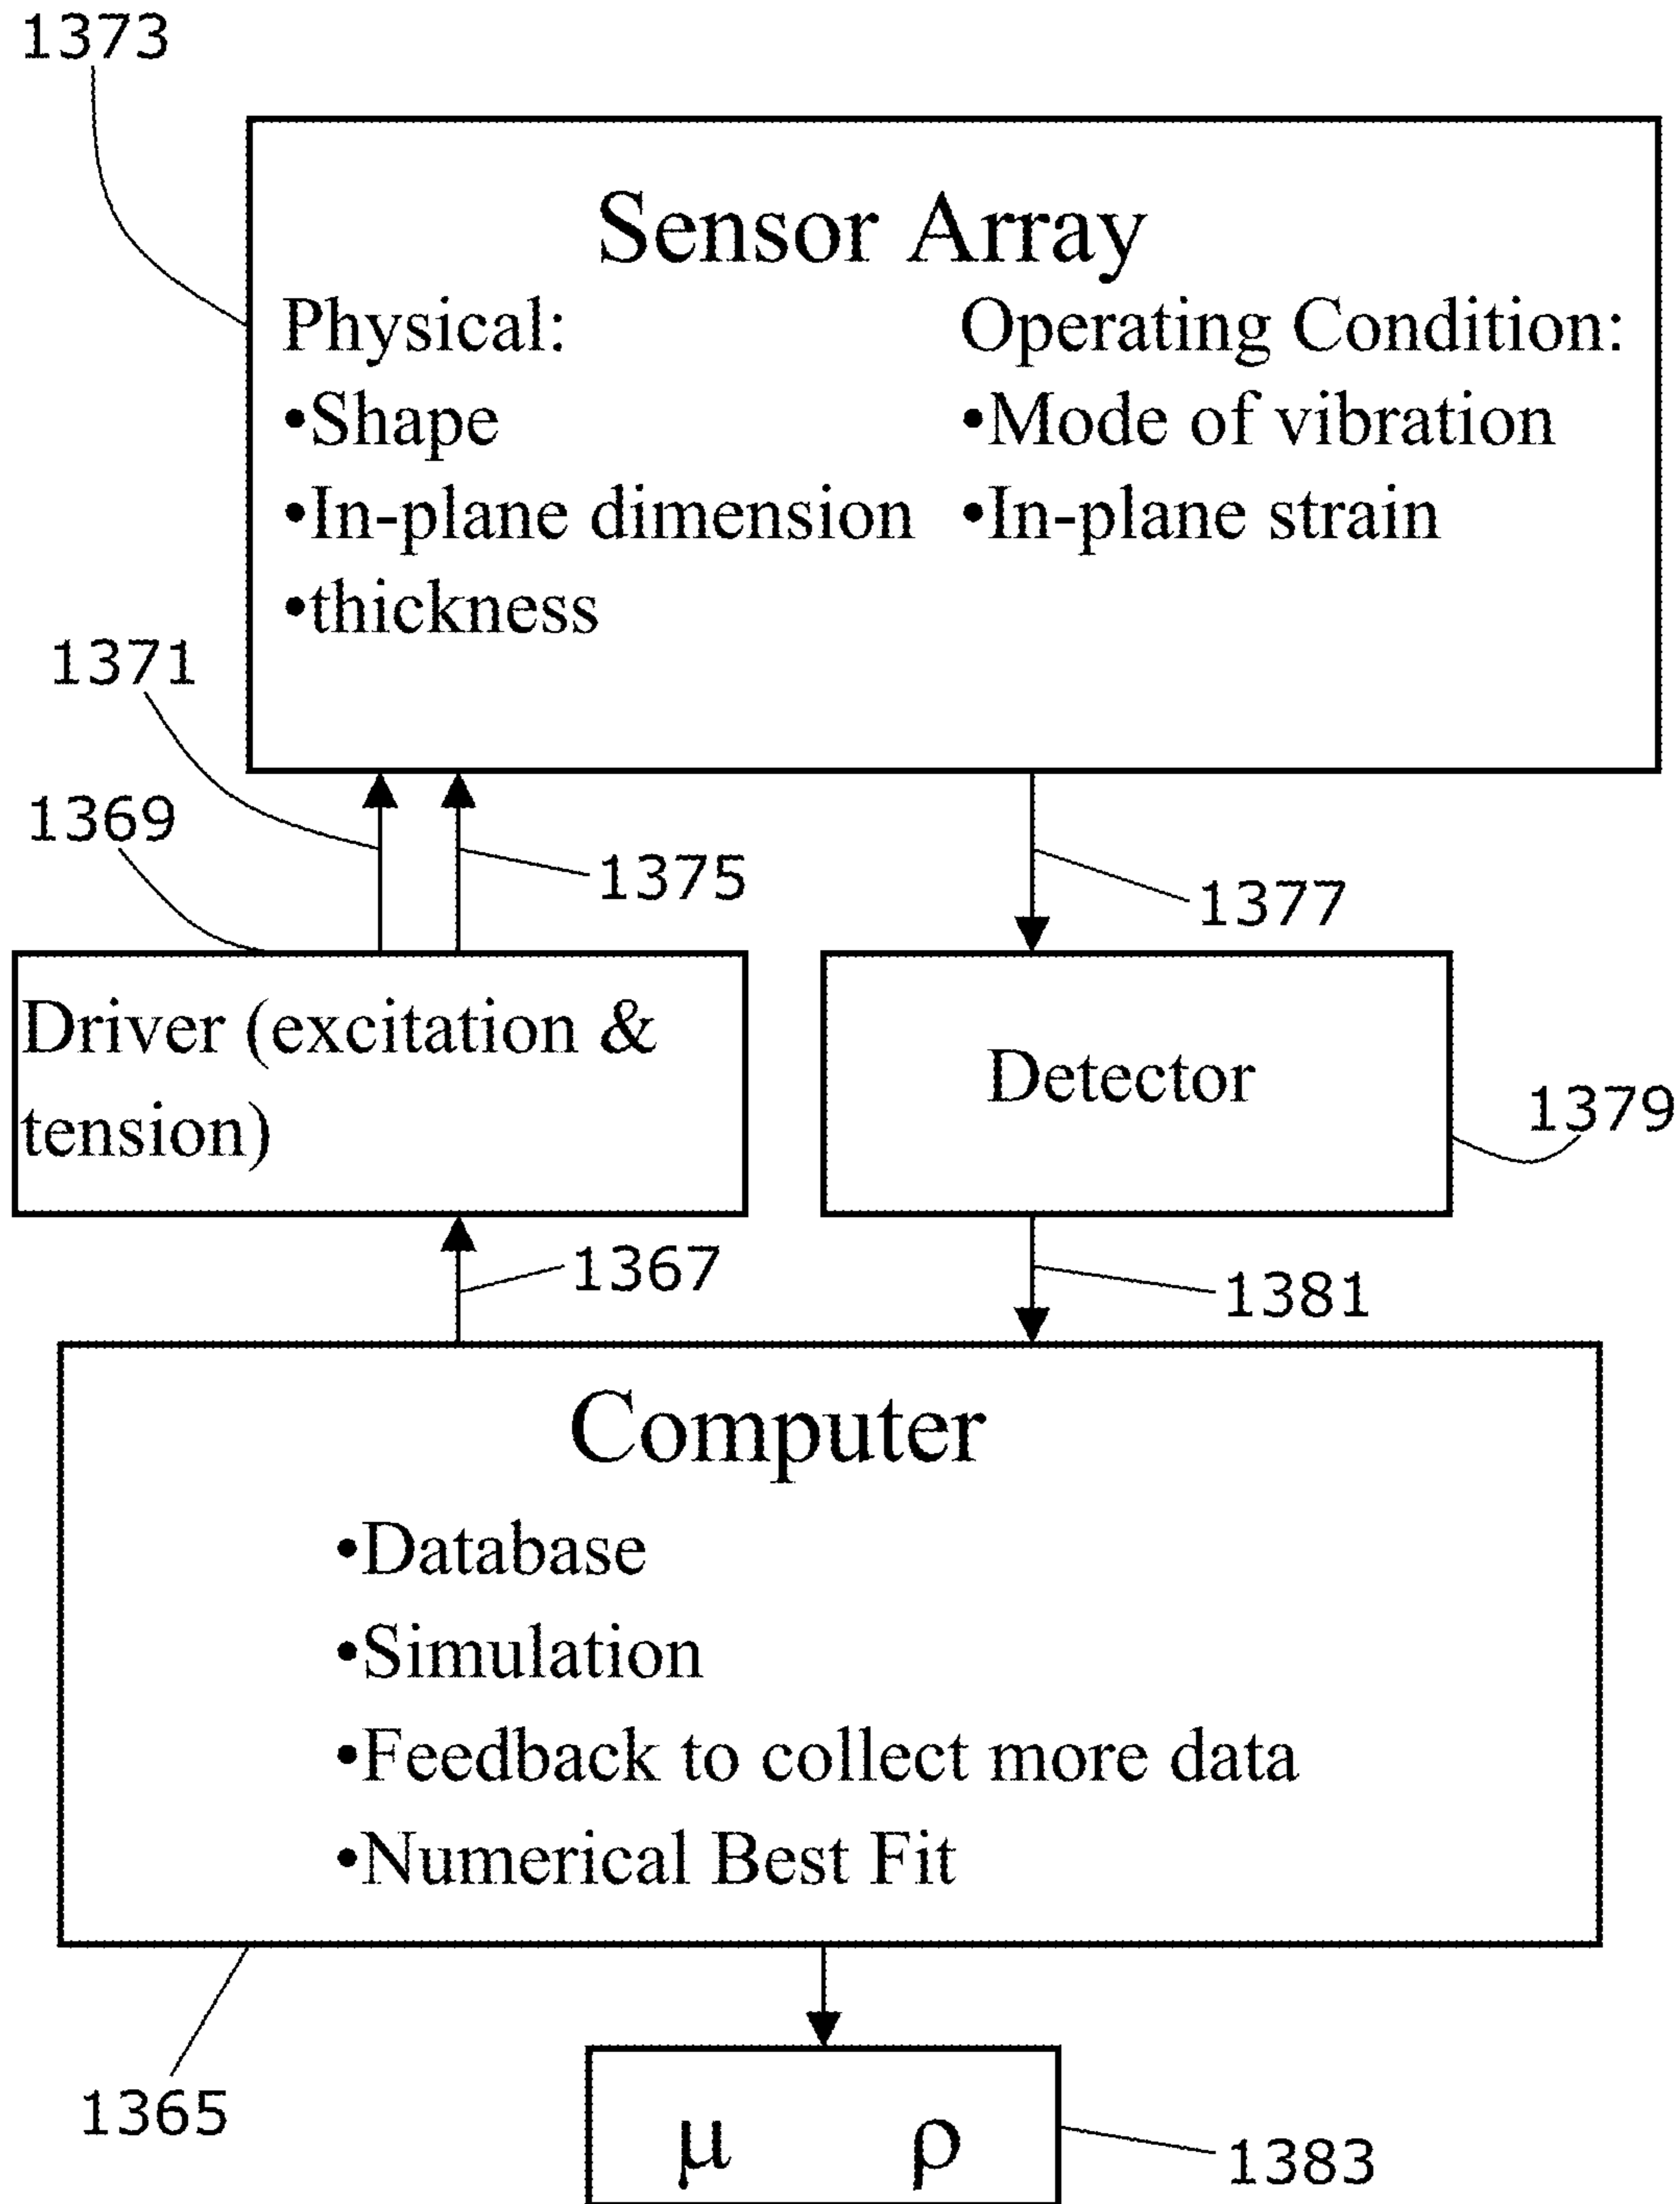 1373
Sensor Array
Physical:
•Shape
•In-plane dimension
•thickness
Operating Condition:
•Mode of vibration
•In-plane strain
1371
1369
1375
1377
Driver (excitation &
tension)
Detector
1379
1367
1381
Computer
•Database
•Simulation
•Feedback to collect more data
•Numerical Best Fit
1365
μ ρ
1383